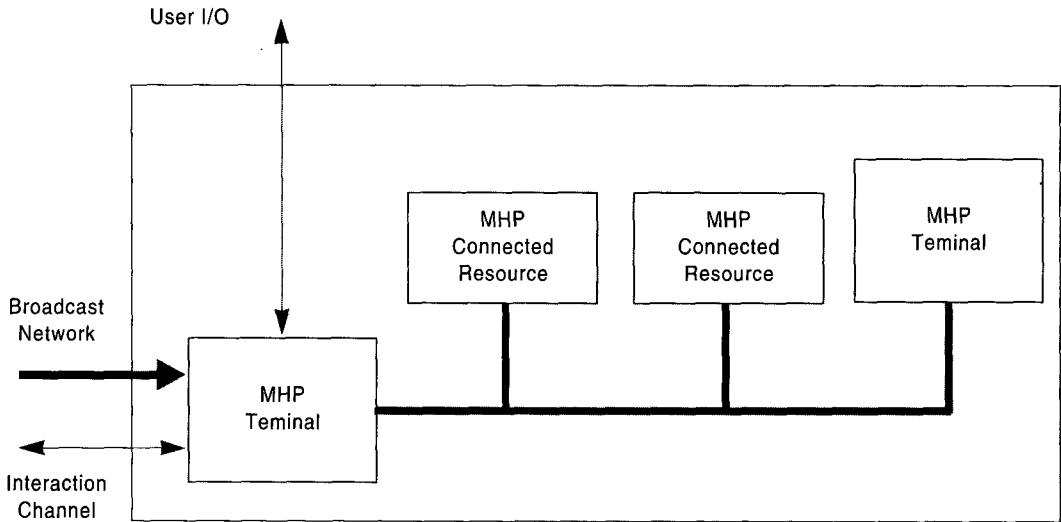 User I/O
MHP
Connected
Resource
MHP
Connected
Resource
MHP
Teminal
Broadcast
Network
MHP
Teminal
Interaction
Channel